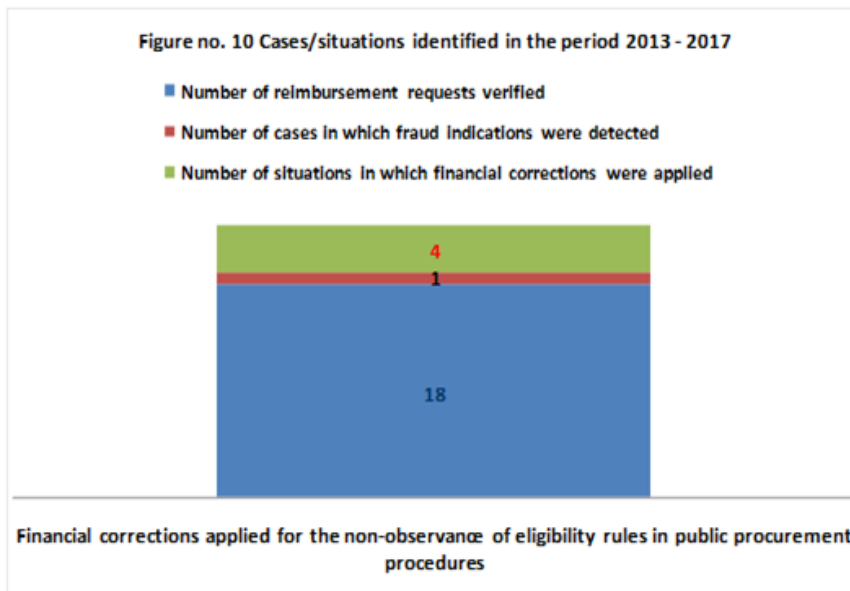 Figure no. 10 Cases/situations identified in the period 2013 - 2017
Number of reimbursement requests verified
Number of cases in which fraud indications were detected
Number of situations in which financial corrections were applied
4
1
18
Financial corrections applied for the non-observance of eligibility rules in public procurement
procedures